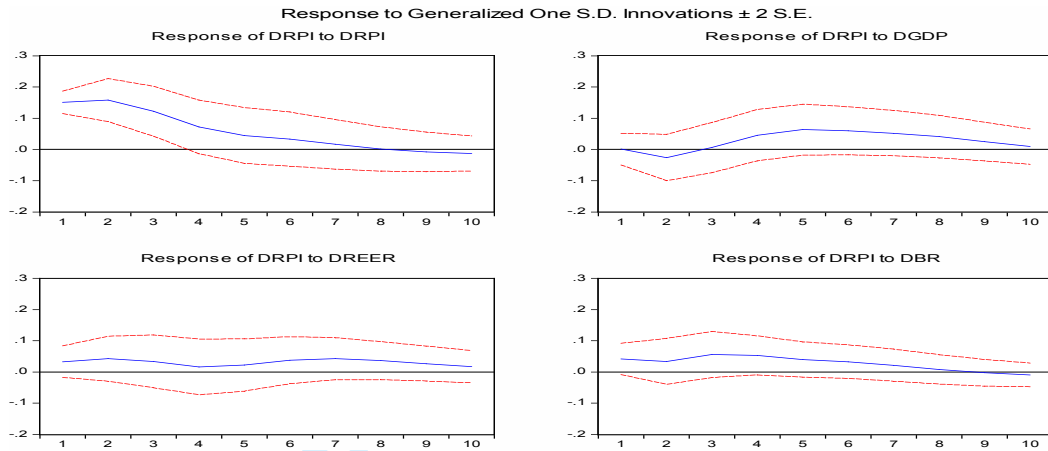 Response to Generalized One S.D. Innovations ± 2 S.E.
Response of DRPI to DRPI
.3
.2
.1
.0
-.1
-.2
1 2 3 4 5 6 7 8 9 10
Response of DRPI to DGDP
.3
.2
.1
.0
-.1
-.2
1 2 3 4 5 6 7 8 9 10
Response of DRPI to DREER
.3
.2
.1
.0
-.1
-.2
1 2 3 4 5 6 7 8 9 10
Response of DRPI to DBR
.3
.2
.1
.0
-.1
-.2
1 2 3 4 5 6 7 8 9 10